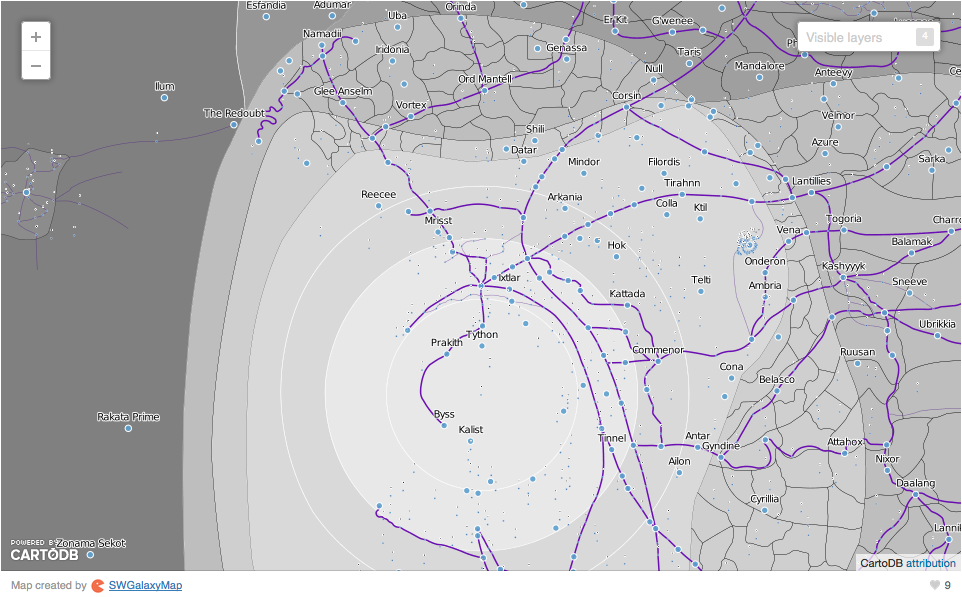 Esfandia
Adumar
Uba
Orinda
Er Kit
G'wenee
+
Visible layers 4
Namadii
Iridonia
Genassa
Taris
Ph
−
Null
Mandalore
Anteevy
Ce
Ilum
Glee Anselm
Ord Mantell
Corsin
Vortex
The Redoubt
Velmor
Shili
Datar
Azure
Mindor
Filordis
Sarka
Tirahnn
Lantillies
Reecee
Arkania
Colla
Ktil
Mrisst
Togoria
Charr
Vena
Hok
Balamak
Onderon
Kashyyyk
Ixtlar
Telti
Ambria
Sneeve
Kattada
Ubrikkia
Tython
Prakith
Commenor
Ruusan
Cona
Belasco
Rakata Prime
Byss
Kalist
Tinnel
Antar
Gyndine
Attahox
Ailon
Nixor
Daalang
Cyrillia
Lannik
POWERED BY
CARTODB
Zonama Sekot
CartoDB attribution
Map created by SWGalaxyMap
9